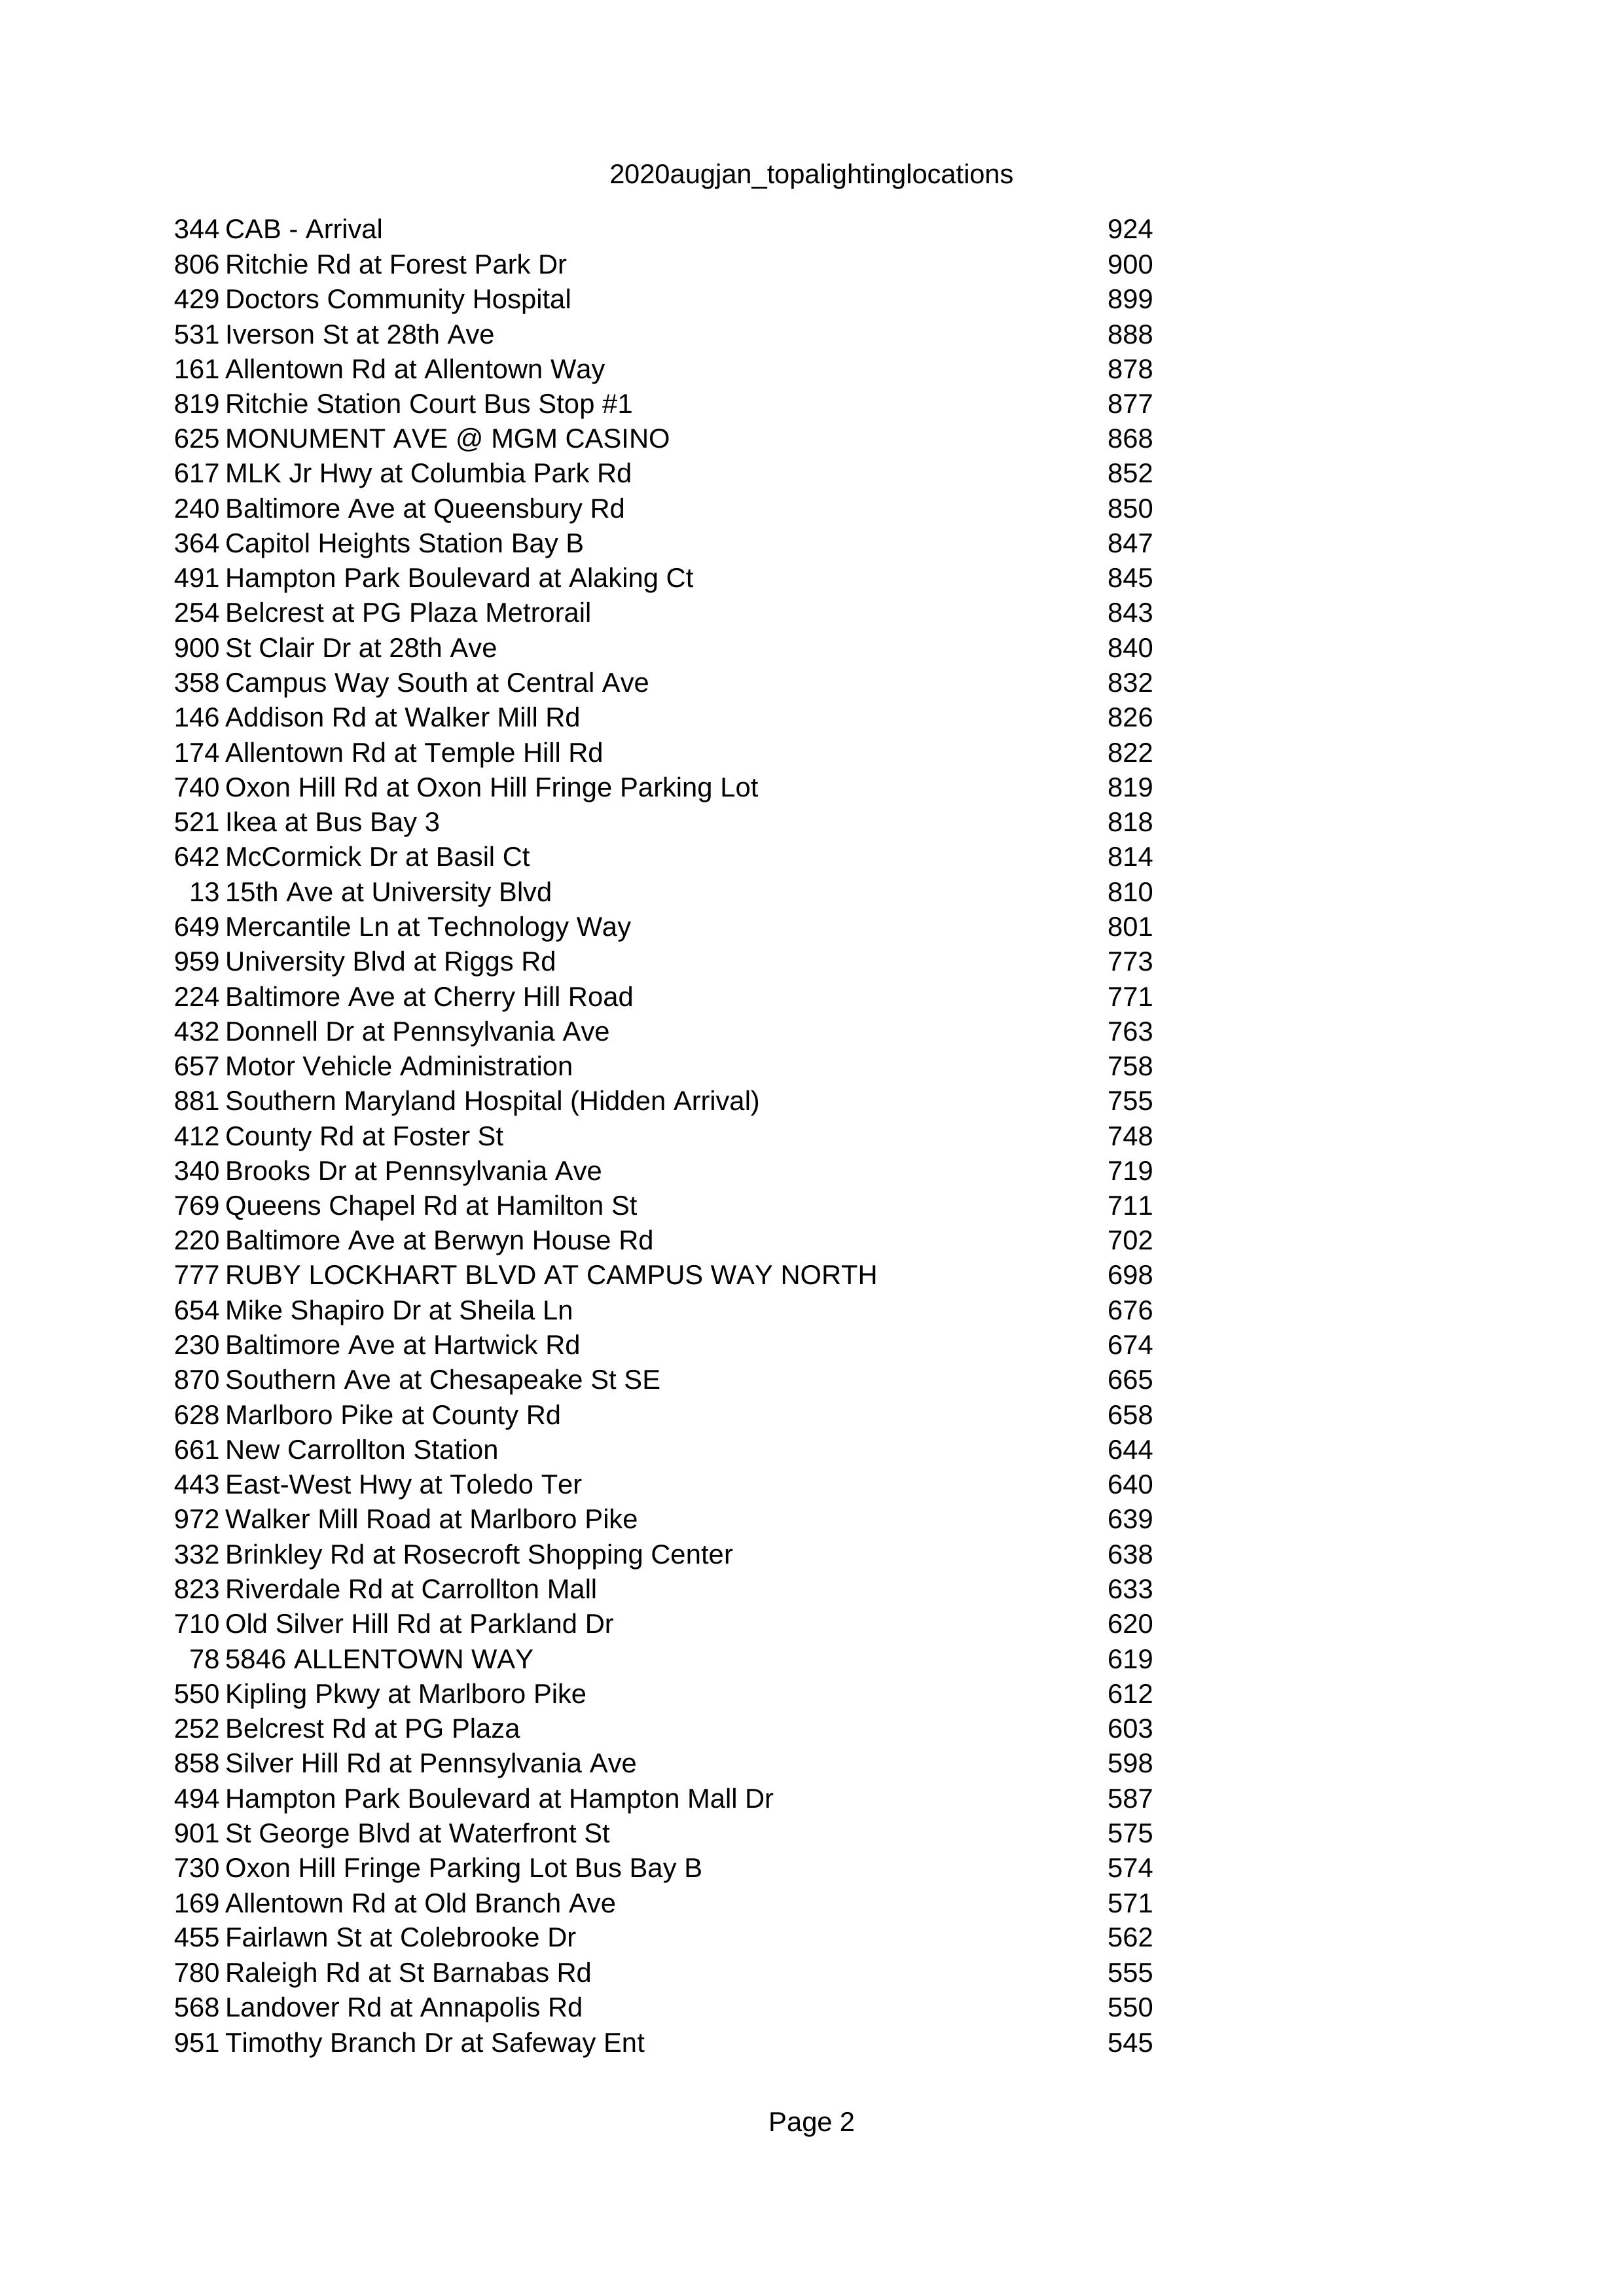 2020augjan_topalightinglocations
344 CAB - Arrival 924
806 Ritchie Rd at Forest Park Dr 900
429 Doctors Community Hospital 899
531 Iverson St at 28th Ave 888
161 Allentown Rd at Allentown Way 878
819 Ritchie Station Court Bus Stop #1 877
625 MONUMENT AVE @ MGM CASINO 868
617 MLK Jr Hwy at Columbia Park Rd 852
240 Baltimore Ave at Queensbury Rd 850
364 Capitol Heights Station Bay B 847
491 Hampton Park Boulevard at Alaking Ct 845
254 Belcrest at PG Plaza Metrorail 843
900 St Clair Dr at 28th Ave 840
358 Campus Way South at Central Ave 832
146 Addison Rd at Walker Mill Rd 826
174 Allentown Rd at Temple Hill Rd 822
740 Oxon Hill Rd at Oxon Hill Fringe Parking Lot 819
521 Ikea at Bus Bay 3 818
642 McCormick Dr at Basil Ct 814
13 15th Ave at University Blvd 810
649 Mercantile Ln at Technology Way 801
959 University Blvd at Riggs Rd 773
224 Baltimore Ave at Cherry Hill Road 771
432 Donnell Dr at Pennsylvania Ave 763
657 Motor Vehicle Administration 758
881 Southern Maryland Hospital (Hidden Arrival) 755
412 County Rd at Foster St 748
340 Brooks Dr at Pennsylvania Ave 719
769 Queens Chapel Rd at Hamilton St 711
220 Baltimore Ave at Berwyn House Rd 702
777 RUBY LOCKHART BLVD AT CAMPUS WAY NORTH 698
654 Mike Shapiro Dr at Sheila Ln 676
230 Baltimore Ave at Hartwick Rd 674
870 Southern Ave at Chesapeake St SE 665
628 Marlboro Pike at County Rd 658
661 New Carrollton Station 644
443 East-West Hwy at Toledo Ter 640
972 Walker Mill Road at Marlboro Pike 639
332 Brinkley Rd at Rosecroft Shopping Center 638
823 Riverdale Rd at Carrollton Mall 633
710 Old Silver Hill Rd at Parkland Dr 620
78 5846 ALLENTOWN WAY 619
550 Kipling Pkwy at Marlboro Pike 612
252 Belcrest Rd at PG Plaza 603
858 Silver Hill Rd at Pennsylvania Ave 598
494 Hampton Park Boulevard at Hampton Mall Dr 587
901 St George Blvd at Waterfront St 575
730 Oxon Hill Fringe Parking Lot Bus Bay B 574
169 Allentown Rd at Old Branch Ave 571
455 Fairlawn St at Colebrooke Dr 562
780 Raleigh Rd at St Barnabas Rd 555
568 Landover Rd at Annapolis Rd 550
951 Timothy Branch Dr at Safeway Ent 545
Page 2